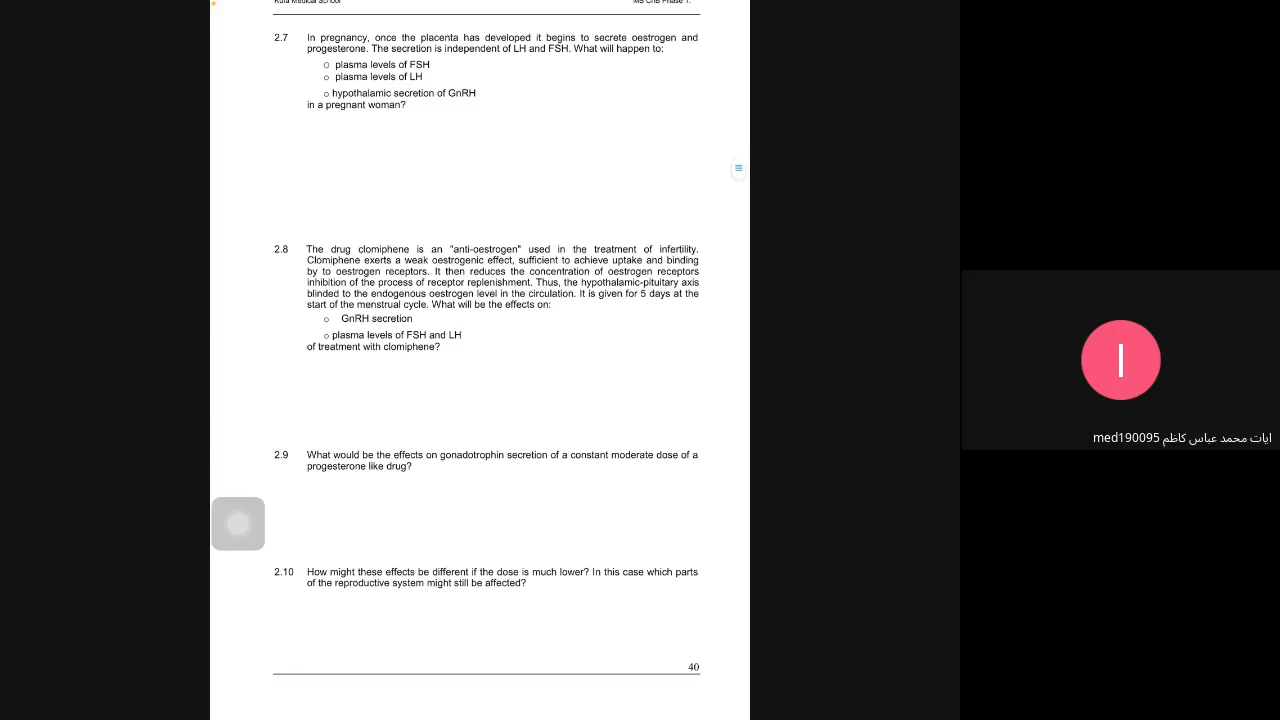 Kufa Medical School MB ChB Phase 1.
2.7 In pregnancy, once the placenta has developed it begins to secrete oestrogen and
progesterone. The secretion is independent of LH and FSH. What will happen to:
o plasma levels of FSH
o plasma levels of LH
o hypothalamic secretion of GnRH
in a pregnant woman?
2.8 The drug clomiphene is an "anti-oestrogen" used in the treatment of infertility.
Clomiphene exerts a weak oestrogenic effect, sufficient to achieve uptake and binding
by to oestrogen receptors. It then reduces the concentration of oestrogen receptors
inhibition of the process of receptor replenishment. Thus, the hypothalamic-pituitary axis
blinded to the endogenous oestrogen level in the circulation. It is given for 5 days at the
start of the menstrual cycle. What will be the effects on:
o GnRH secretion
o plasma levels of FSH and LH
of treatment with clomiphene?
2.9 What would be the effects on gonadotrophin secretion of a constant moderate dose of a
progesterone like drug?
2.10 How might these effects be different if the dose is much lower? In this case which parts
of the reproductive system might still be affected?
40
I
ايات محمد عباس كاظم med190095